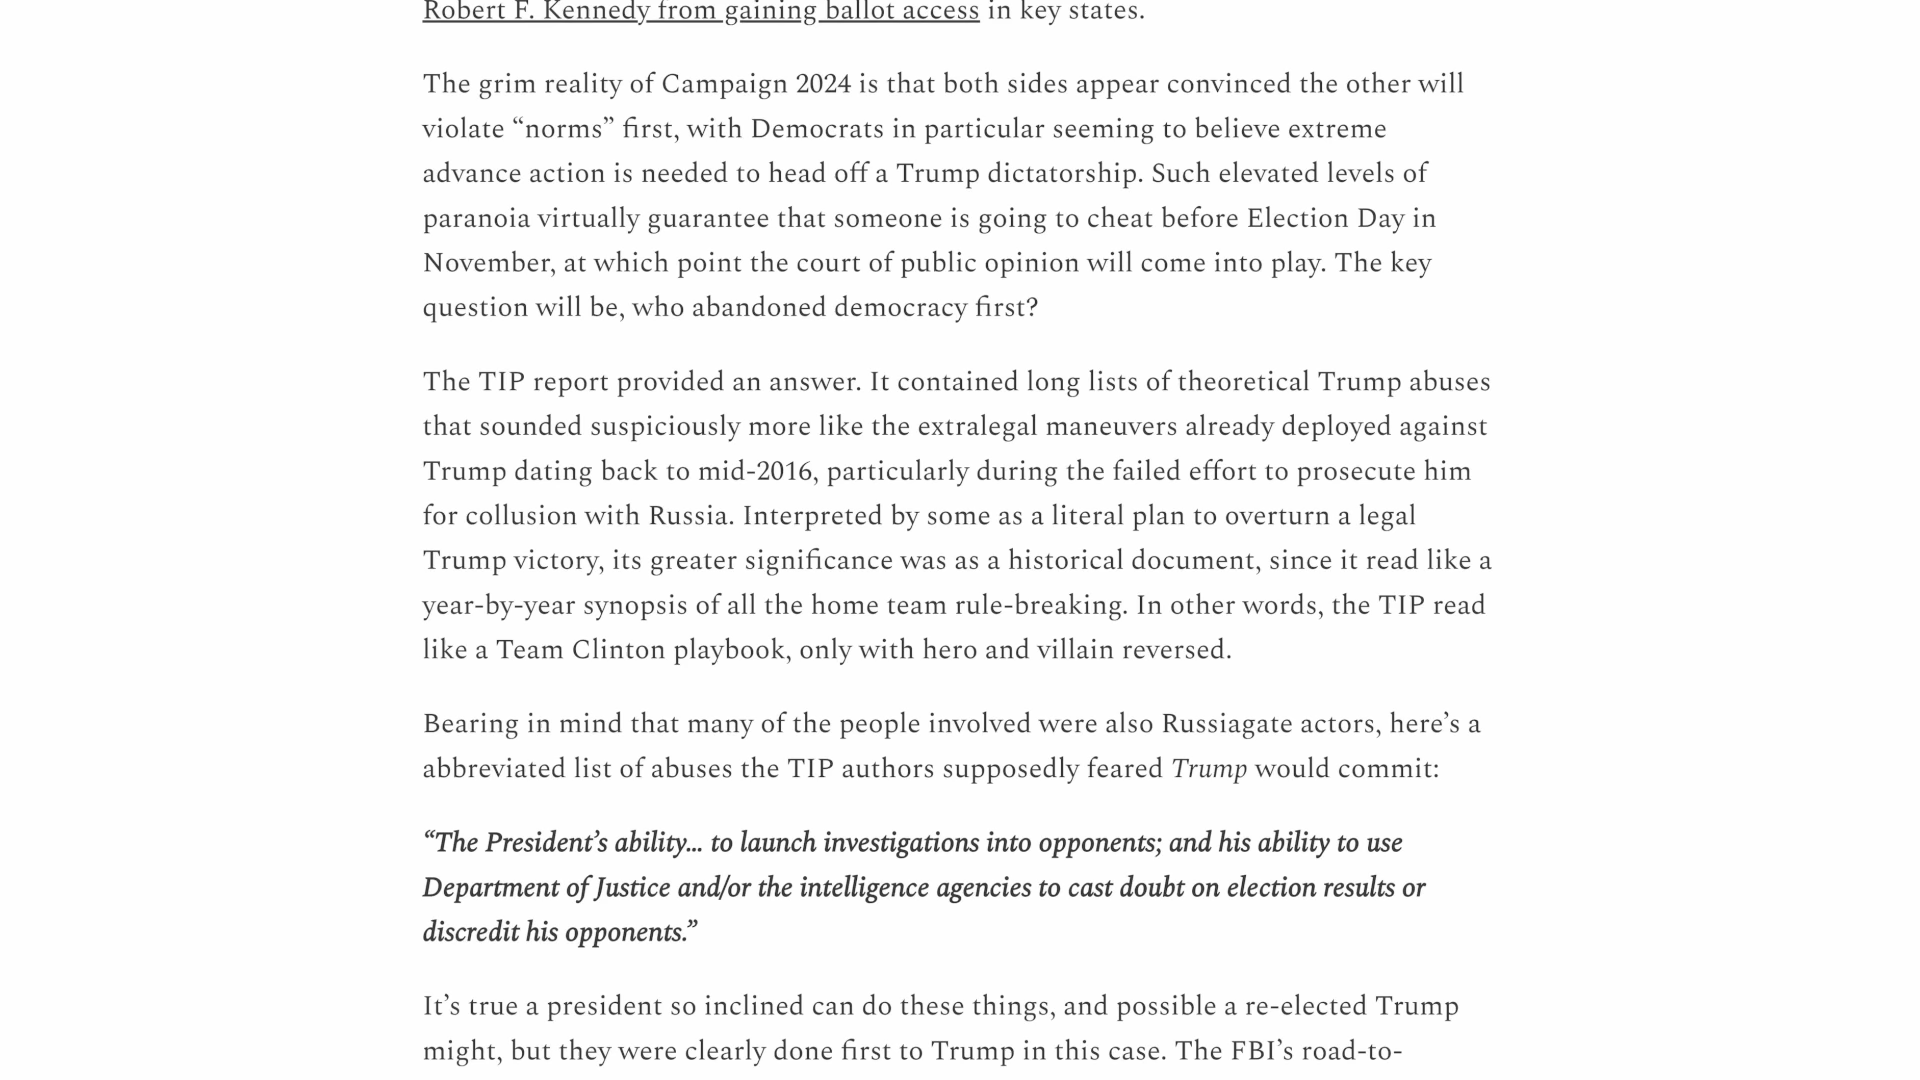 Robert F. Kennedy from gaining ballot access in key states.
The grim reality of Campaign 2024 is that both sides appear convinced the other will
violate “norms” first, with Democrats in particular seeming to believe extreme
advance action is needed to head off a Trump dictatorship. Such elevated levels of
paranoia virtually guarantee that someone is going to cheat before Election Day in
November, at which point the court of public opinion will come into play. The key
question will be, who abandoned democracy first?
The TIP report provided an answer. It contained long lists of theoretical Trump abuses
that sounded suspiciously more like the extralegal maneuvers already deployed against
Trump dating back to mid-2016, particularly during the failed effort to prosecute him
for collusion with Russia. Interpreted by some as a literal plan to overturn a legal
Trump victory, its greater significance was as a historical document, since it read like a
year-by-year synopsis of all the home team rule-breaking. In other words, the TIP read
like a Team Clinton playbook, only with hero and villain reversed.
Bearing in mind that many of the people involved were also Russiagate actors, here’s a
abbreviated list of abuses the TIP authors supposedly feared Trump would commit:
“The President’s ability… to launch investigations into opponents; and his ability to use
Department of Justice and/or the intelligence agencies to cast doubt on election results or
discredit his opponents.”
It’s true a president so inclined can do these things, and possible a re-elected Trump
might, but they were clearly done first to Trump in this case. The FBI’s road-to-